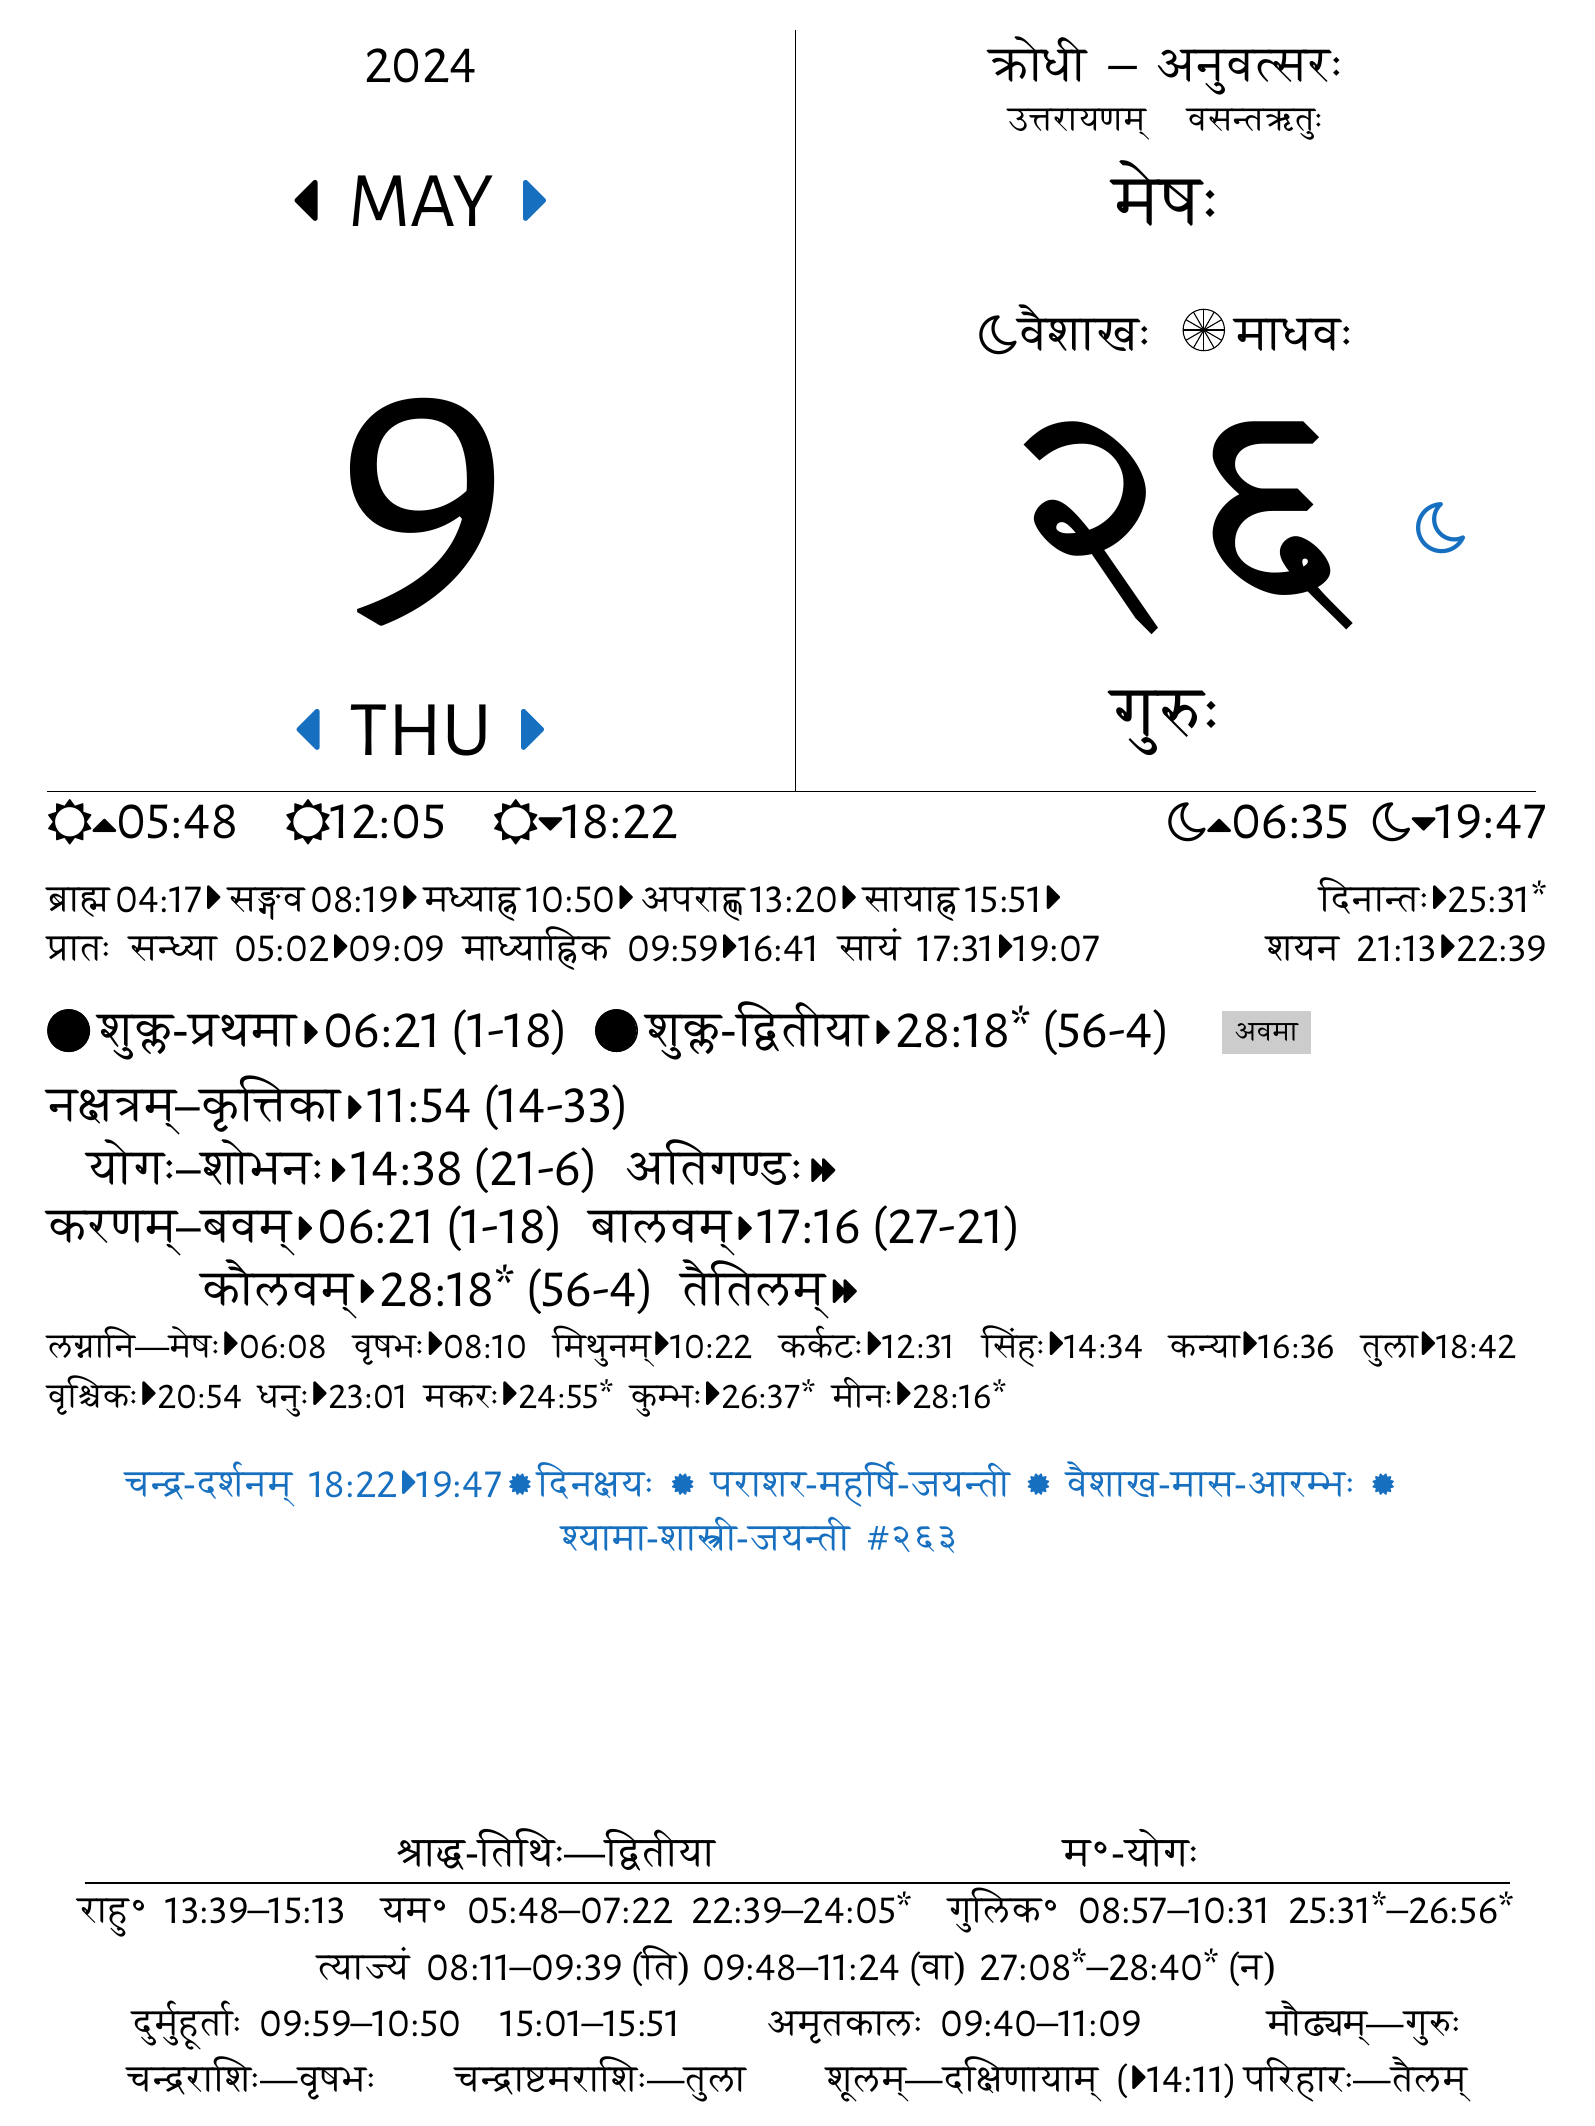 2024
MAY
9
THU
क्रोधी – अनुवत्सरः
उत्तरायणम् वसन्तऋतुः
मेषः
वैशाखः माधवः
२६
गुरुः
05:48 12:05 18:22 06:35 19:47
ब्राह्म 04:17 सङ्गव 08:19 मध्याह्न 10:50 अपराह्ण 13:20 सायाह्न 15:51 दिनान्तः 25:31*
प्रातः सन्ध्या 05:02 09:09 माध्याह्निक 09:59 16:41 सायं 17:31 19:07 शयन 21:13 22:39
शुक्ल-प्रथमा 06:21 (1-18) शुक्ल-द्वितीया 28:18* (56-4) अवमा
नक्षत्रम्–कृत्तिका 11:54 (14-33)
योगः–शोभनः 14:38 (21-6) अतिगण्डः
करणम्–बवम् 06:21 (1-18) बालवम् 17:16 (27-21)
कौलवम् 28:18* (56-4) तैतिलम्
लग्नानि—मेषः 06:08 वृषभः 08:10 मिथुनम् 10:22 कर्कटः 12:31 सिंहः 14:34 कन्या 16:36 तुला 18:42
वृश्चिकः 20:54 धनुः 23:01 मकरः 24:55* कुम्भः 26:37* मीनः 28:16*
चन्द्र-दर्शनम् 18:22 19:47 दिनक्षयः पराशर-महर्षि-जयन्ती वैशाख-मास-आरम्भः
श्यामा-शास्त्री-जयन्ती #२६३
श्राद्ध-तिथिः—द्वितीया म॰-योगः
राहु॰ 13:39–15:13 यम॰ 05:48–07:22 22:39–24:05* गुलिक॰ 08:57–10:31 25:31*–26:56*
त्याज्यं 08:11–09:39 (ति) 09:48–11:24 (वा) 27:08*–28:40* (न)
दुर्मुहूर्ताः 09:59–10:50 15:01–15:51 अमृतकालः 09:40–11:09 मौढ्यम्—गुरुः
चन्द्रराशिः—वृषभः चन्द्राष्टमराशिः—तुला शूलम्—दक्षिणायाम् (14:11) परिहारः—तैलम्